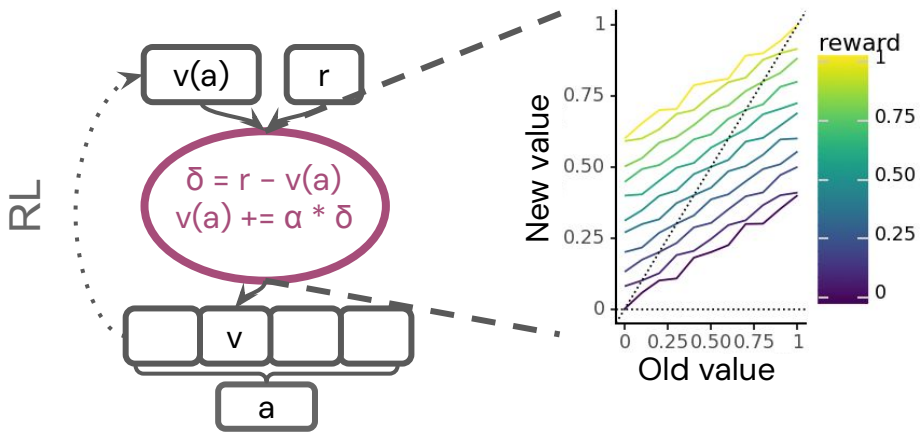 RL
v(a)
r
δ = r − v(a)
v(a) += α * δ
v
a
New value
1
0.75
0.50
0.25
0
0
0.25
0.50
0.75
1
Old value
reward
1
0.75
0.50
0.25
0